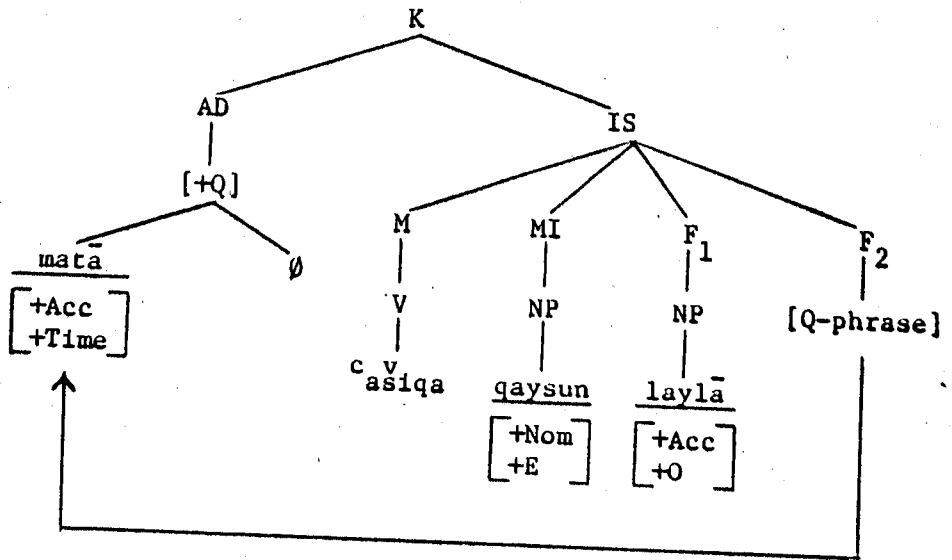 K
AD IS
[+Q]
M MI F₁ F₂
matā ∅
[+Acc +Time]
V NP NP [Q-phrase]
ᶜašiqa qaysun laylā
[+Nom +E] [+Acc +O]